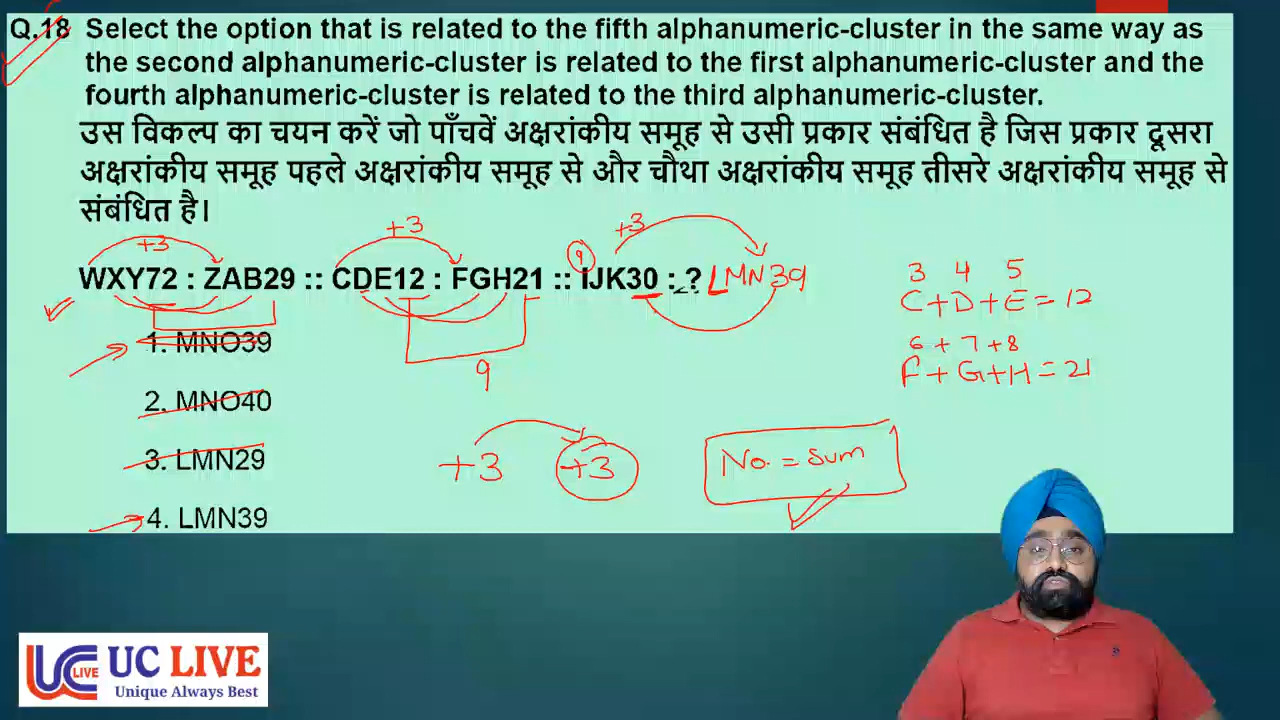 Q.18 Select the option that is related to the fifth alphanumeric-cluster in the same way as
the second alphanumeric-cluster is related to the first alphanumeric-cluster and the
fourth alphanumeric-cluster is related to the third alphanumeric-cluster.
उस विकल्प का चयन करें जो पाँचवें अक्षरांकीय समूह से उसी प्रकार संबंधित है जिस प्रकार दूसरा
अक्षरांकीय समूह पहले अक्षरांकीय समूह से और चौथा अक्षरांकीय समूह तीसरे अक्षरांकीय समूह से
संबंधित है।
+3 +3 9 +3
WXY72 : ZAB29 :: CDE12 : FGH21 :: IJK30 : ? LMN39
3 4 5
C+D+E=12
1. MNO39
6 + 7 + 8
F+G+H=21
9
2. MNO40
3. LMN29
+3 +3
No. = Sum
4. LMN39
UC LIVE
LIVE
Unique Always Best